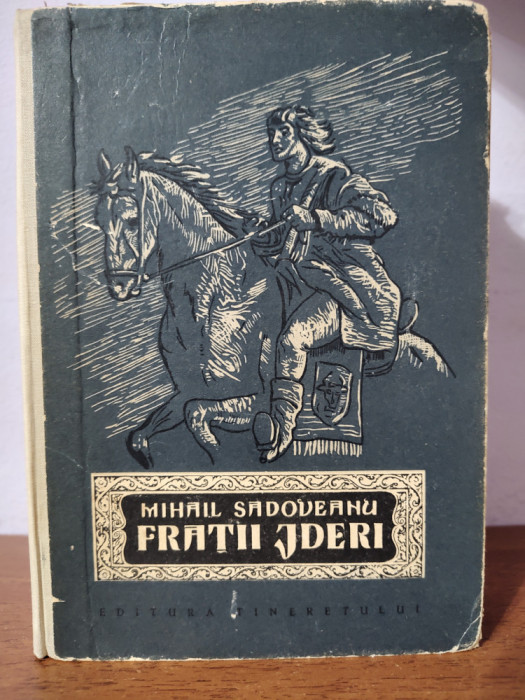 MIHAIL SADOVEANU
FRAȚII JDERI
EDITURA TINERETULUI